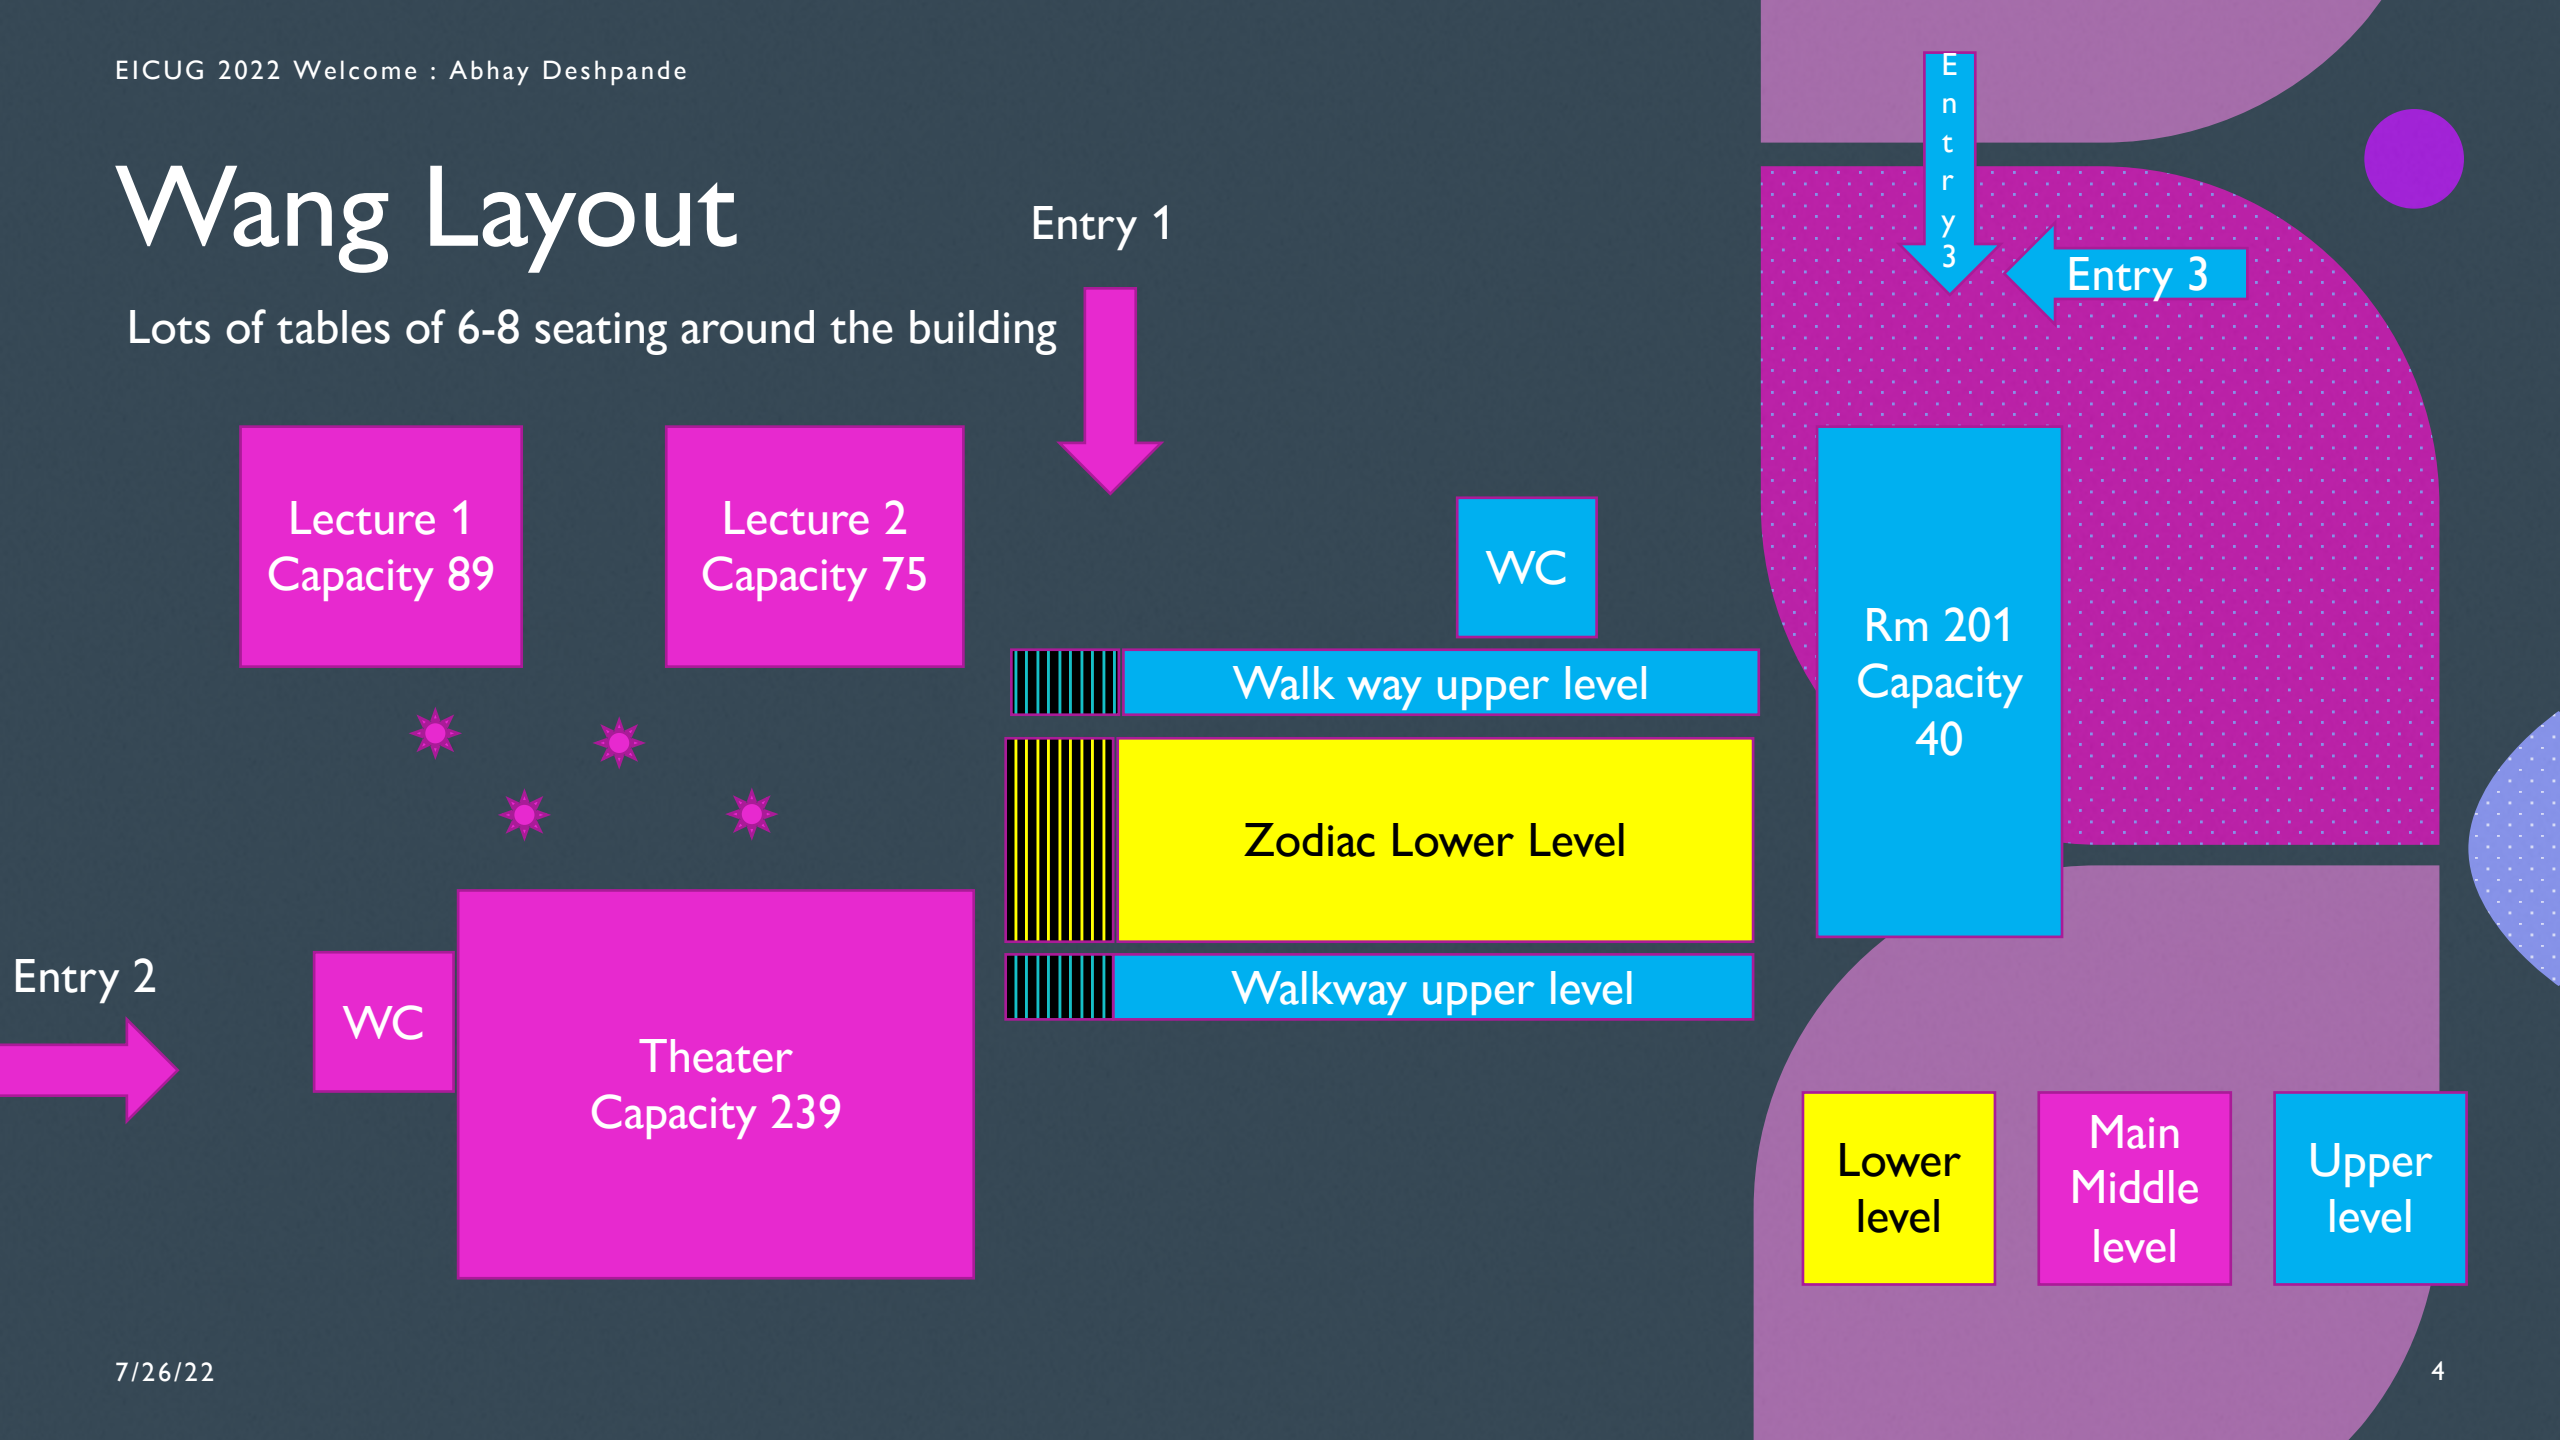 EICUG 2022 Welcome : Abhay Deshpande
Wang Layout
Lots of tables of 6-8 seating around the building
Entry 1
Entry3
Entry 3
Lecture 1
Capacity 89
Lecture 2
Capacity 75
WC
Walk way upper level
Zodiac Lower Level
Walkway upper level
Rm 201
Capacity
40
Entry 2
WC
Theater
Capacity 239
Lower
level
Main
Middle
level
Upper
level
7/26/22
4